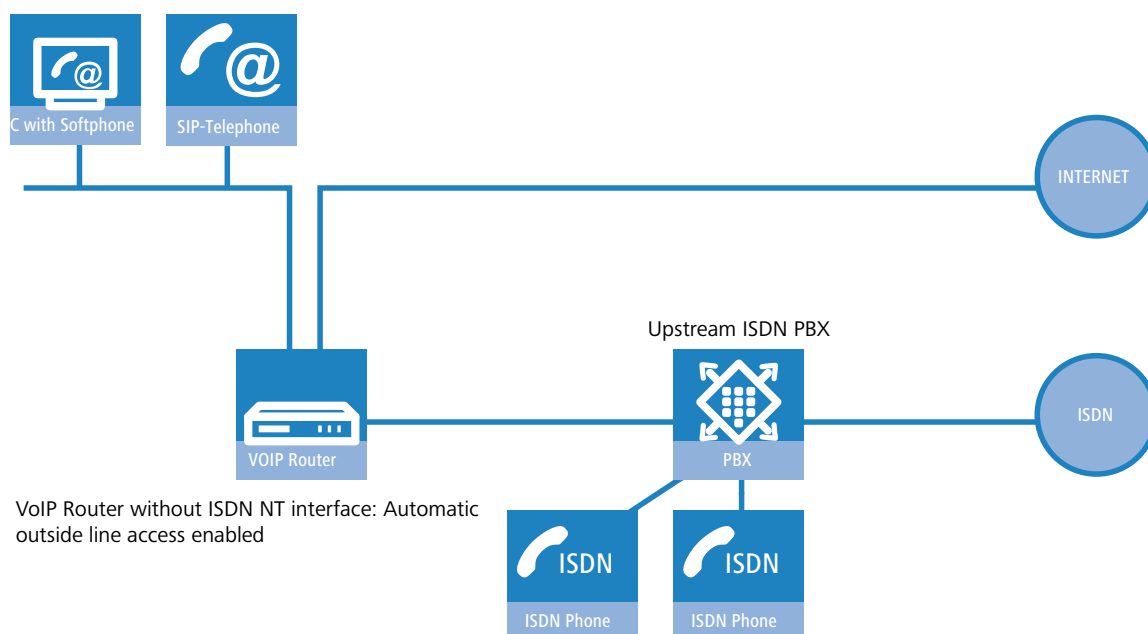 @
@
C with Softphone
SIP-Telephone
INTERNET
Upstream ISDN PBX
ISDN
VOIP Router
PBX
VoIP Router without ISDN NT interface: Automatic
outside line access enabled
ISDN
ISDN
ISDN Phone
ISDN Phone